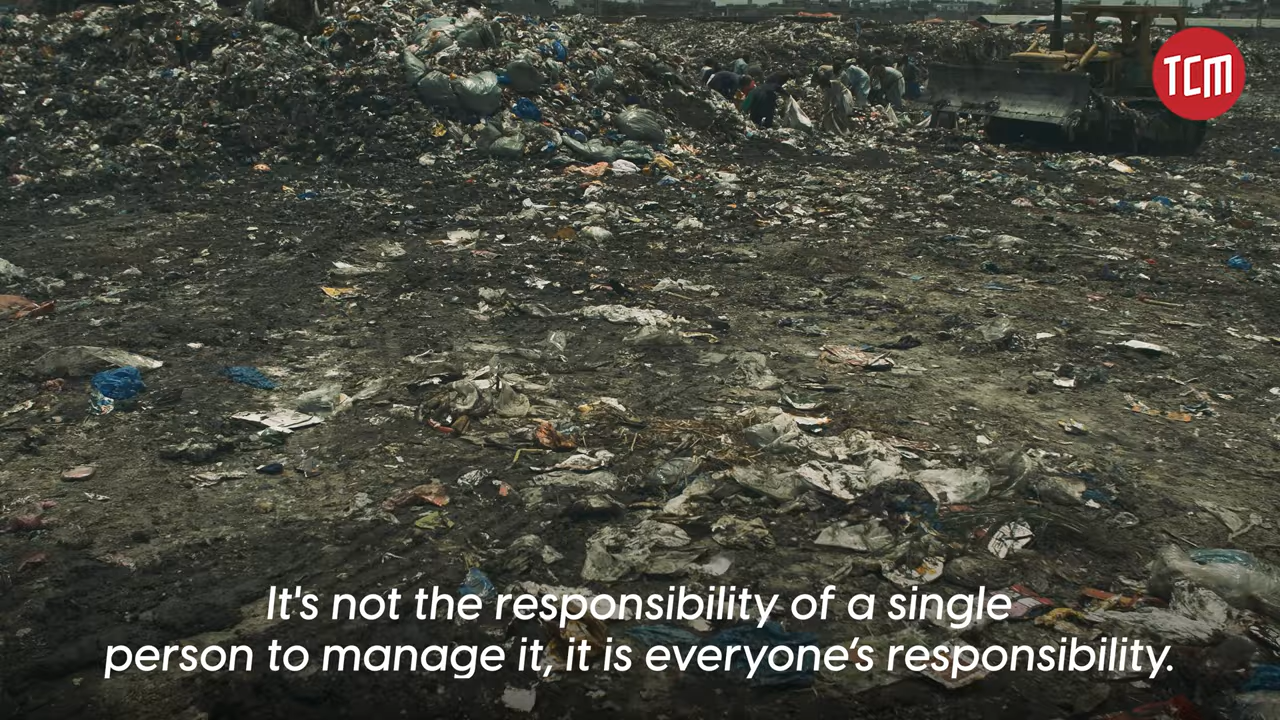 TCM
It's not the responsibility of a single
person to manage it, it is everyone‘s responsibility.